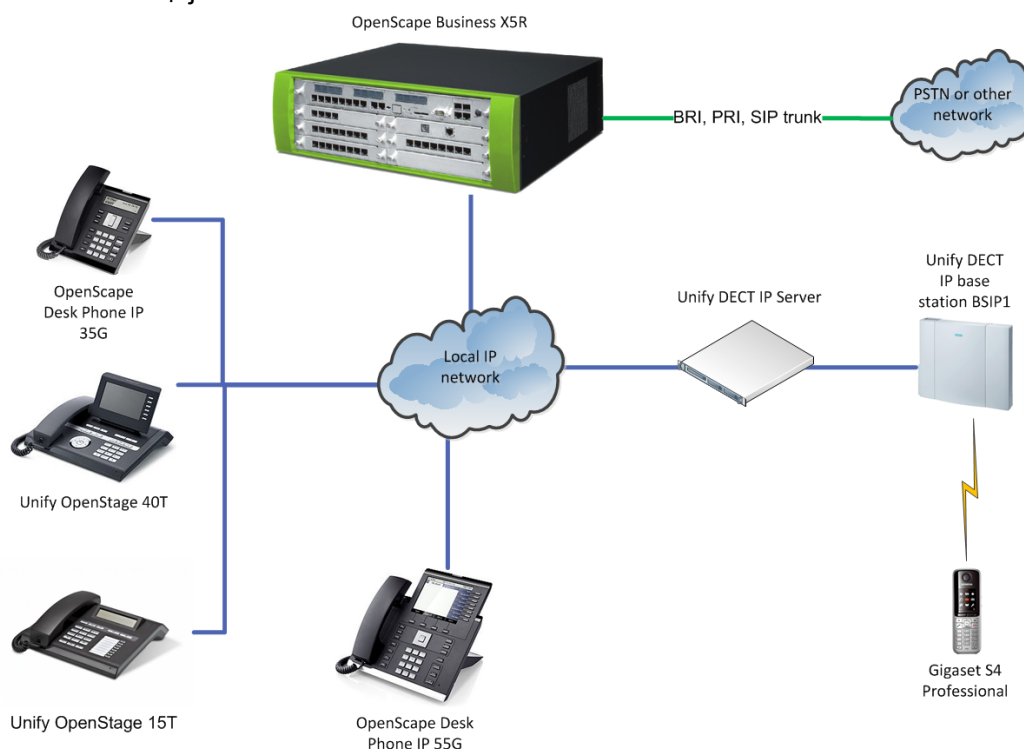 OpenScape Business X5R
BRI, PRI, SIP trunk
PSTN or other
network
OpenScape
Desk Phone IP
35G
Unify DECT
IP base
station BSIP1
Unify DECT IP Server
Local IP
network
Unify OpenStage 40T
Unify OpenStage 15T
OpenScape Desk
Phone IP 55G
Gigaset S4
Professional